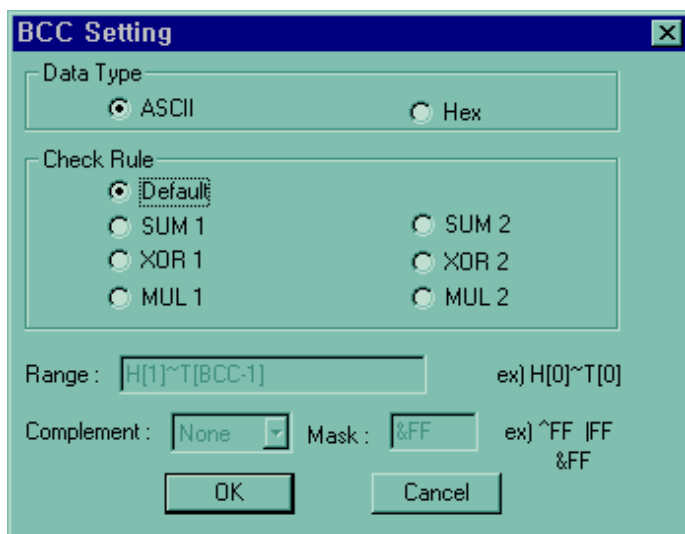 BCC Setting
Data Type
ASCII Hex
Check Rule
Default
SUM 1 SUM 2
XOR 1 XOR 2
MUL 1 MUL 2
Range : H[1]~T[BCC-1] ex) H[0]~T[0]
Complement : None Mask : &FF ex) ^FF |FF
&FF
OK Cancel